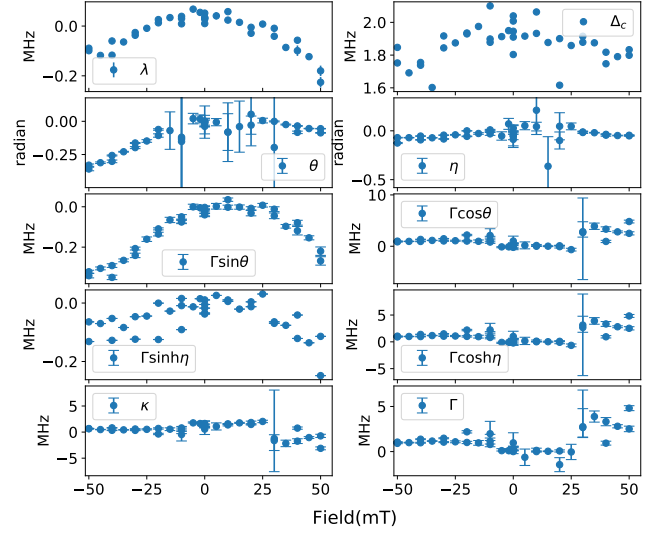 MHz
0.0
−0.2
λ
MHz
2.0
1.8
1.6
Δc
radian
0.00
−0.25
θ
radian
0.0
−0.5
η
MHz
0.0
−0.2
Γsinθ
MHz
10
0
Γcosθ
MHz
0.0
−0.2
Γsinhη
MHz
5
0
−5
Γcoshη
MHz
5
0
−5
κ
−50 −25 0 25 50
MHz
5
0
Γ
−50 −25 0 25 50
Field(mT)